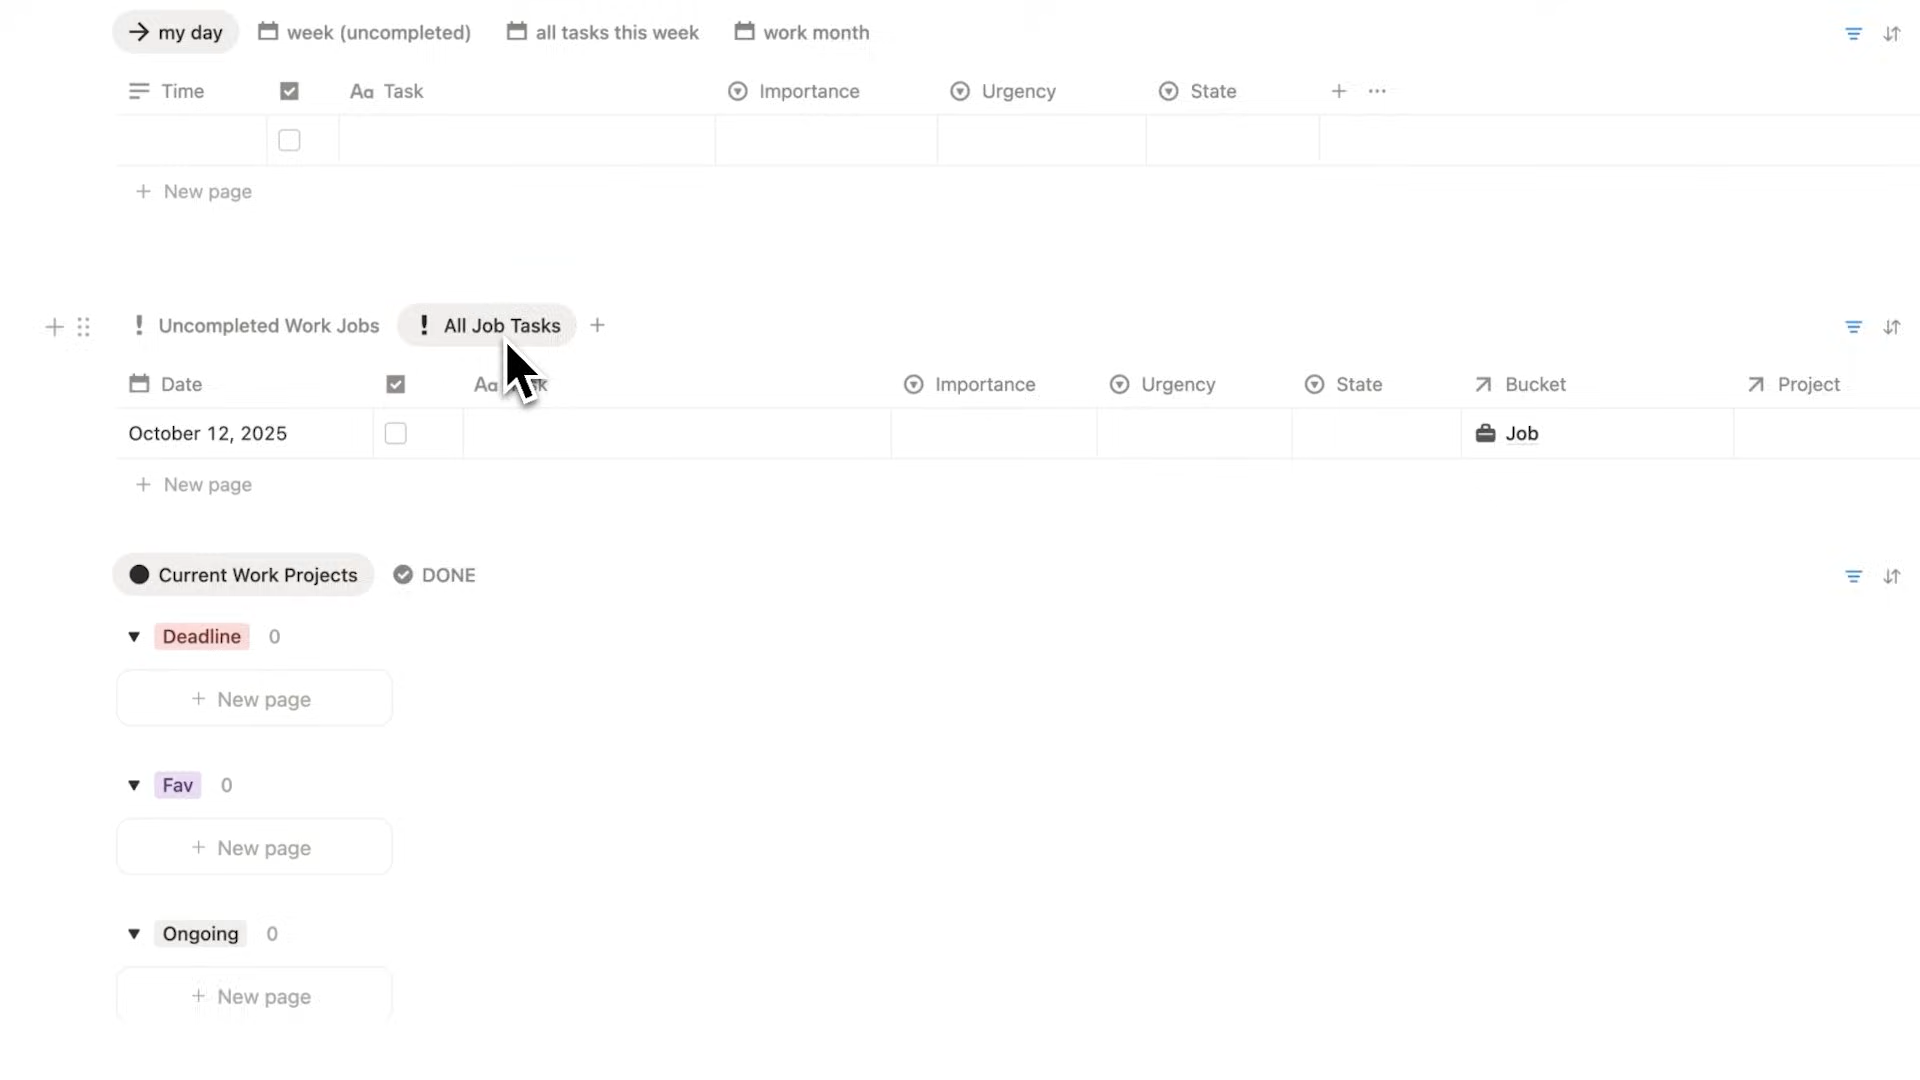 my day week (uncompleted) all tasks this week work month
Time Aa Task Importance Urgency State
+ New page
! Uncompleted Work Jobs ! All Job Tasks +
Date Importance Urgency State Bucket Project
October 12, 2025 Job
+ New page
Current Work Projects DONE
Deadline 0
+ New page
Fav 0
+ New page
Ongoing 0
+ New page